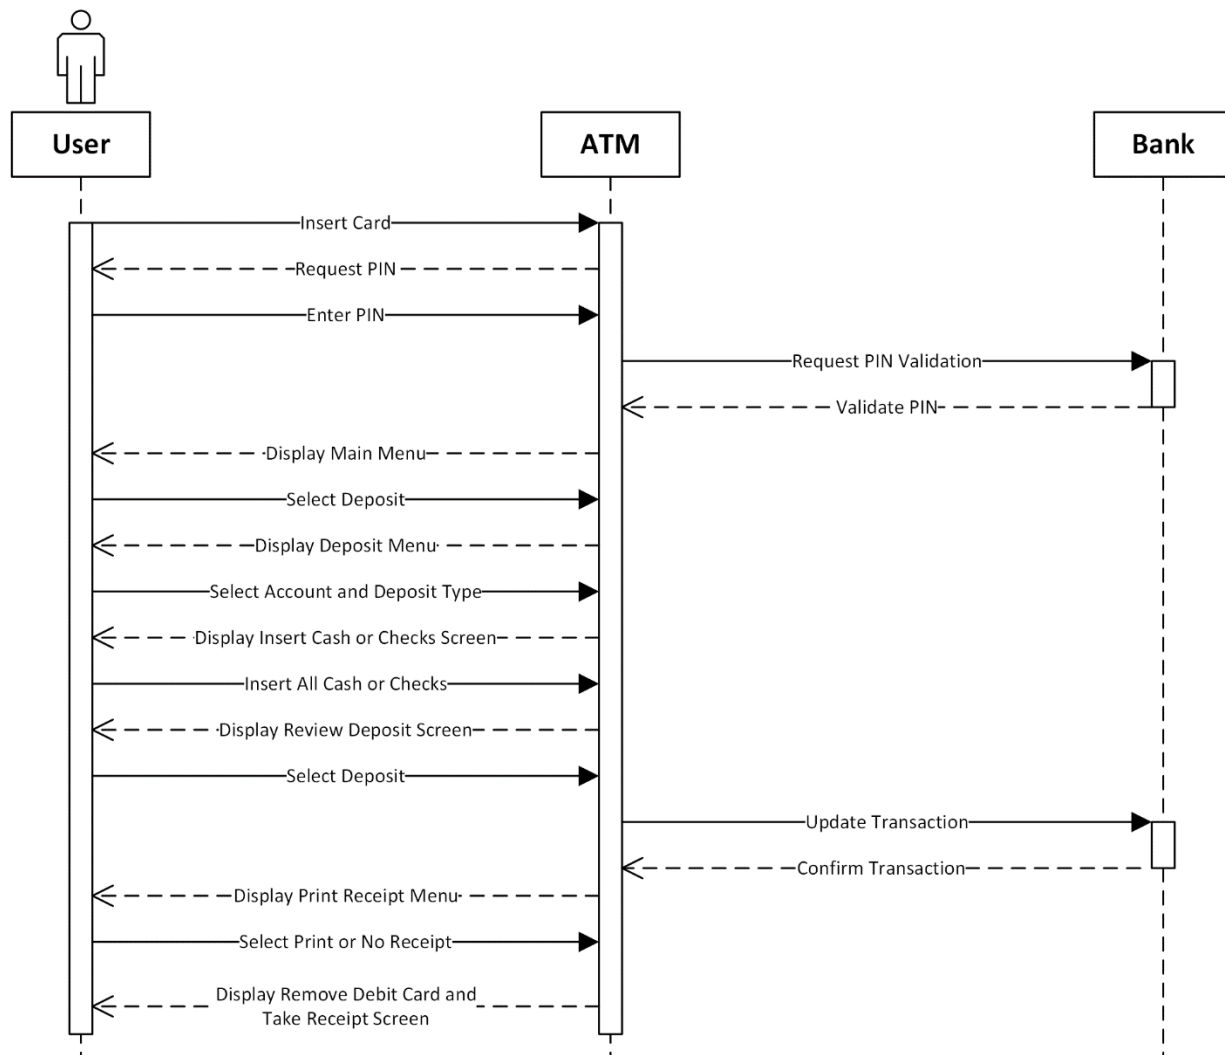 User
ATM
Bank
Insert Card
Request PIN
Enter PIN
Request PIN Validation
Validate PIN
Display Main Menu
Select Deposit
Display Deposit Menu
Select Account and Deposit Type
Display Insert Cash or Checks Screen
Insert All Cash or Checks
Display Review Deposit Screen
Select Deposit
Update Transaction
Confirm Transaction
Display Print Receipt Menu
Select Print or No Receipt
Display Remove Debit Card and
Take Receipt Screen